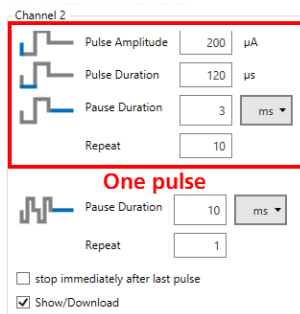 Channel 2
Pulse Amplitude 200 µA
Pulse Duration 120 µs
Pause Duration 3 ms
Repeat 10
One pulse
Pause Duration 10 ms
Repeat 1
stop immediately after last pulse
Show/Download